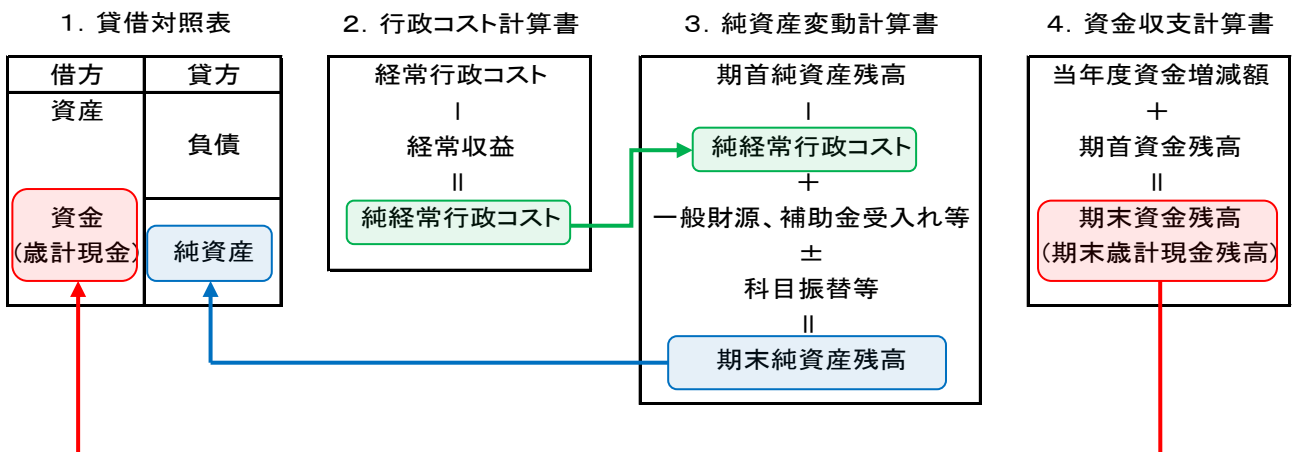 1．貸借対照表
借方
貸方
資産
負債
資金
(歳計現金)
純資産
2．行政コスト計算書
経常行政コスト
－
経常収益
＝
純経常行政コスト
3．純資産変動計算書
期首純資産残高
－
純経常行政コスト
＋
一般財源、補助金受入れ等
±
科目振替等
＝
期末純資産残高
4．資金収支計算書
当年度資金増減額
＋
期首資金残高
＝
期末資金残高
(期末歳計現金残高)